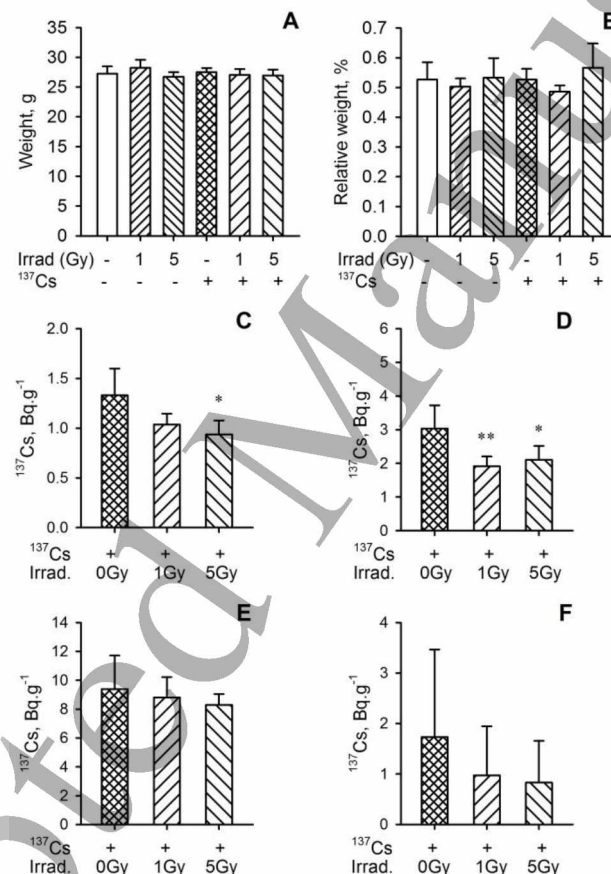 A
Weight, g
35
30
25
20
15
10
5
0
Irrad (Gy) - 1 5 - 1 5
¹³⁷Cs - - - + + +
B
Relative weight, %
0.7
0.6
0.5
0.4
0.3
0.2
0.1
0.0
- 1 5 - 1 5
- - - + + +
C
¹³⁷Cs, Bq.g⁻¹
2.0
1.5
1.0
0.5
0.0
*
¹³⁷Cs + + +
Irrad. 0Gy 1Gy 5Gy
D
¹³⁷Cs, Bq.g⁻¹
6
5
4
3
2
1
0
** *
¹³⁷Cs + + +
Irrad. 0Gy 1Gy 5Gy
E
¹³⁷Cs, Bq.g⁻¹
14
12
10
8
6
4
2
0
¹³⁷Cs + + +
Irrad. 0Gy 1Gy 5Gy
F
¹³⁷Cs, Bq.g⁻¹
4
3
2
1
0
¹³⁷Cs + + +
Irrad. 0Gy 1Gy 5Gy
pted Manu